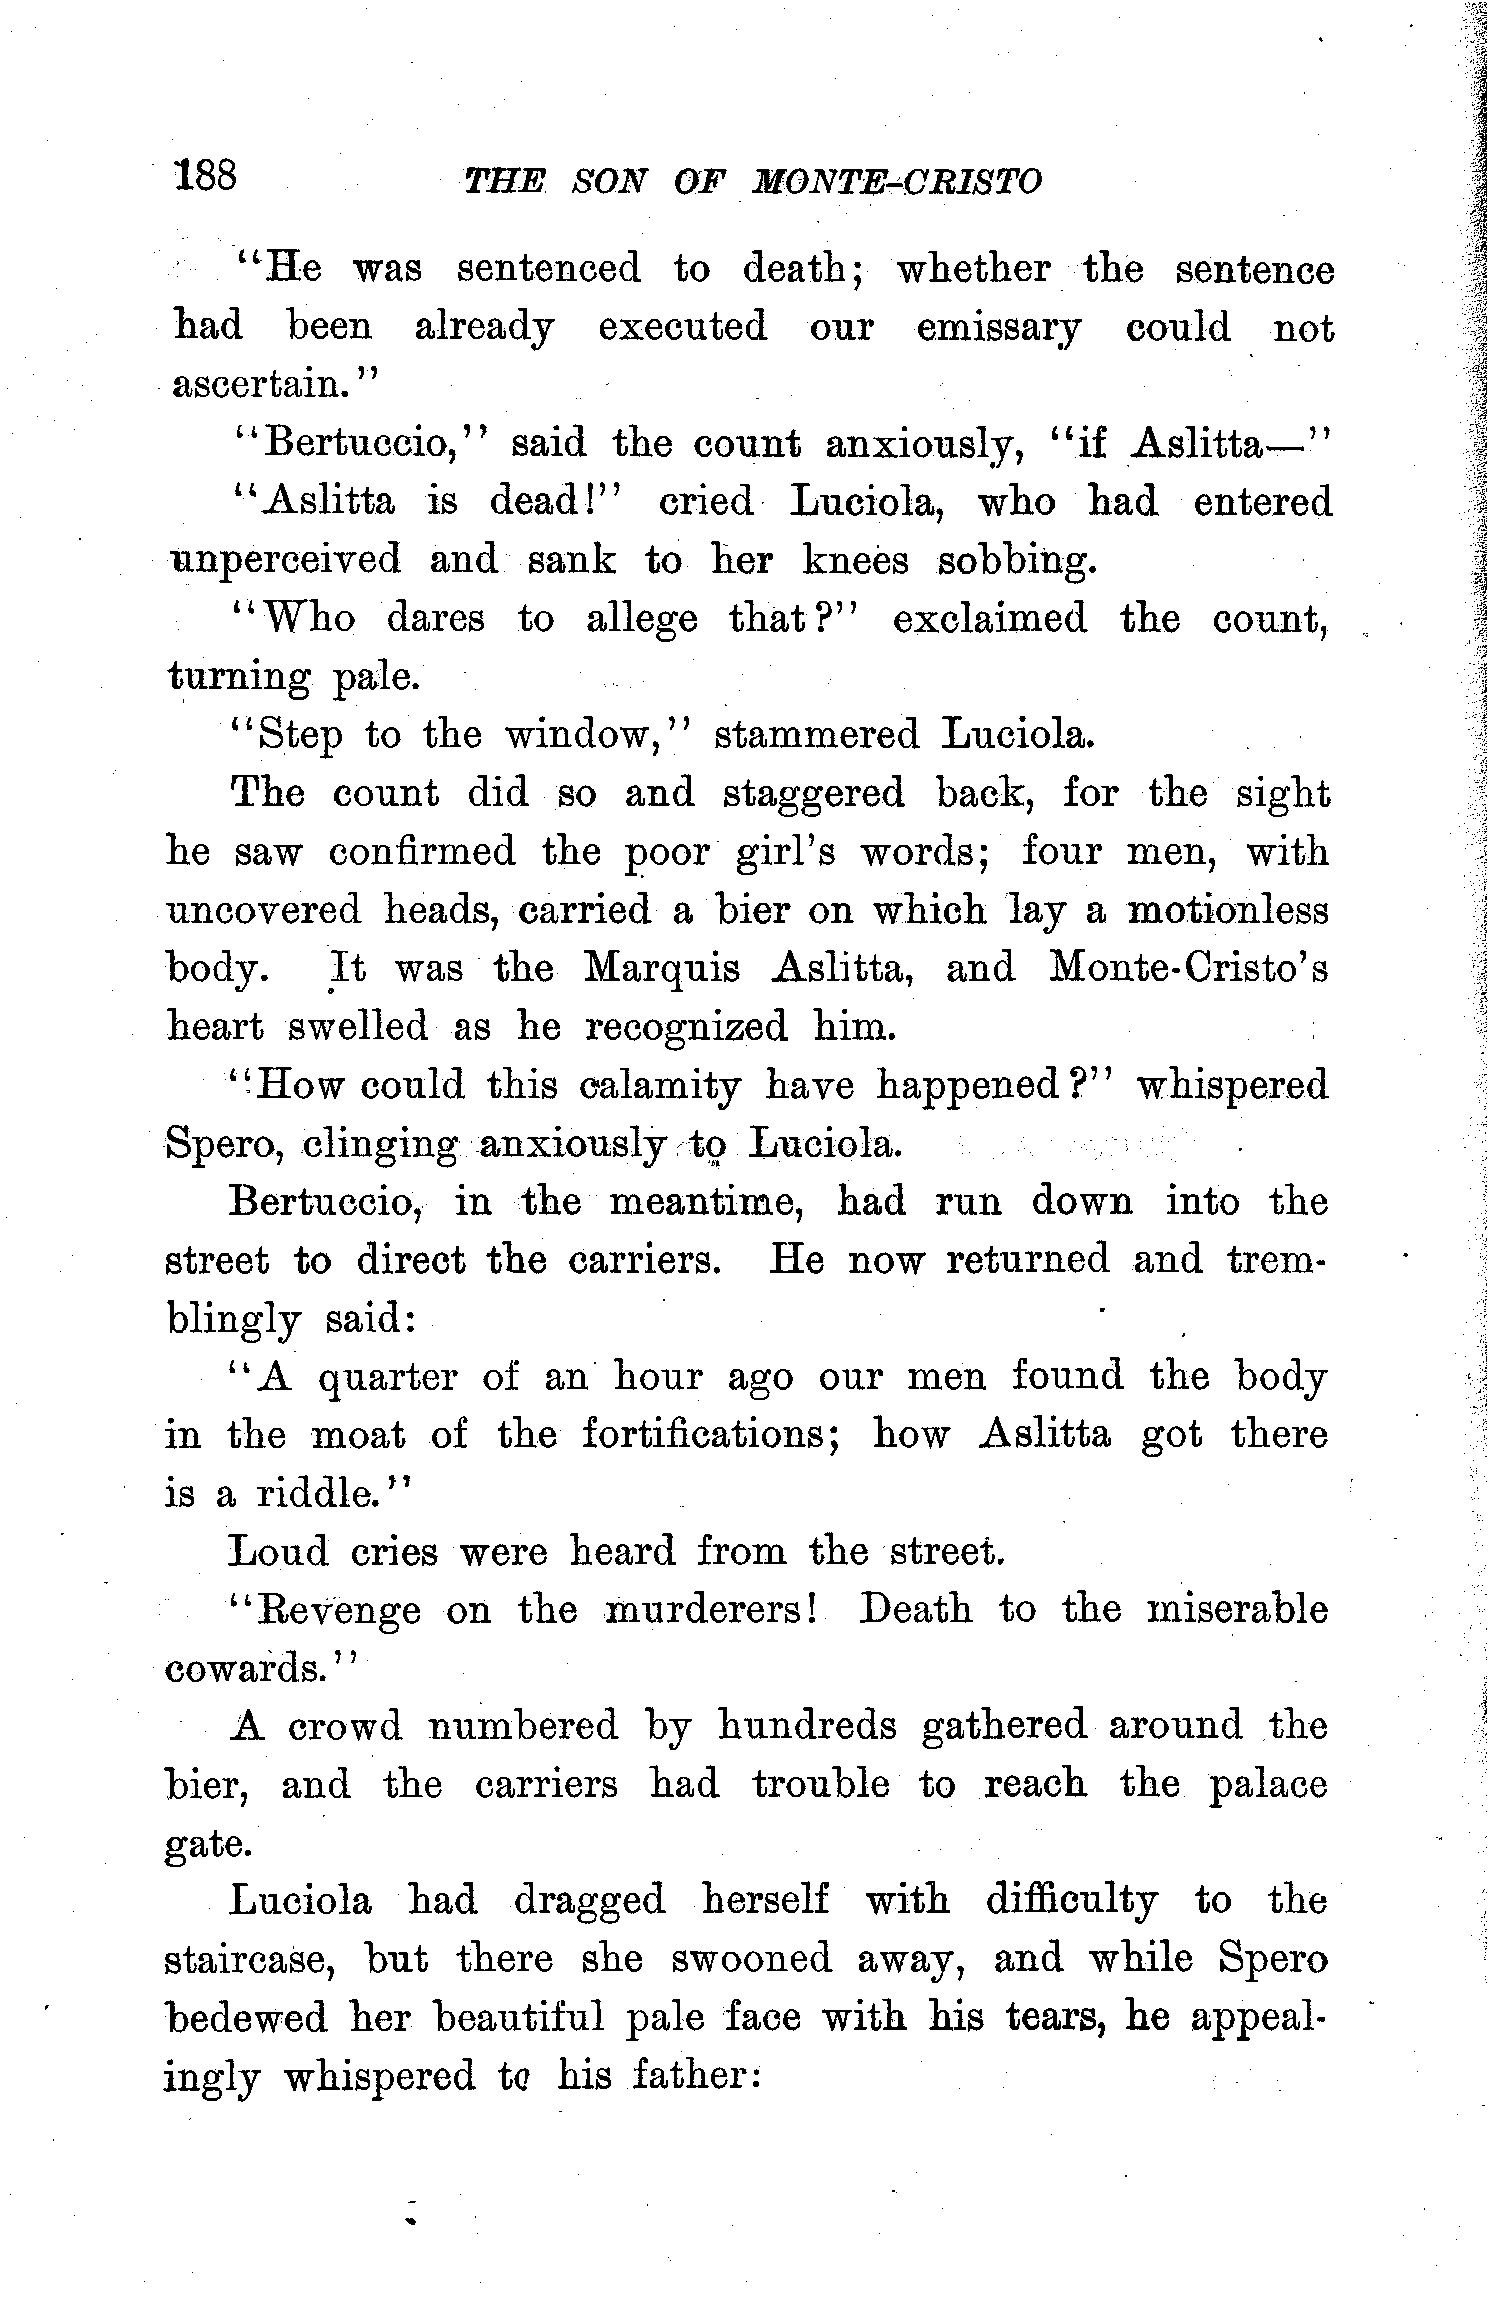 188 THE SON OF MONTE-CRISTO
"He was sentenced to death; whether the sentence
had been already executed our emissary could not
ascertain."
"Bertuccio," said the count anxiously, "if Aslitta—"
"Aslitta is dead!" cried Luciola, who had entered
unperceived and sank to her knees sobbing.
"Who dares to allege that?" exclaimed the count,
turning pale.
"Step to the window," stammered Luciola.
The count did so and staggered back, for the sight
he saw confirmed the poor girl's words; four men, with
uncovered heads, carried a bier on which lay a motionless
body. It was the Marquis Aslitta, and Monte-Cristo's
heart swelled as he recognized him.
"How could this calamity have happened?" whispered
Spero, clinging anxiously to Luciola.
Bertuccio, in the meantime, had run down into the
street to direct the carriers. He now returned and trem-
blingly said:
"A quarter of an hour ago our men found the body
in the moat of the fortifications; how Aslitta got there
is a riddle."
Loud cries were heard from the street.
"Revenge on the murderers! Death to the miserable
cowards."
A crowd numbered by hundreds gathered around the
bier, and the carriers had trouble to reach the palace
gate.
Luciola had dragged herself with difficulty to the
staircase, but there she swooned away, and while Spero
bedewed her beautiful pale face with his tears, he appeal-
ingly whispered to his father: